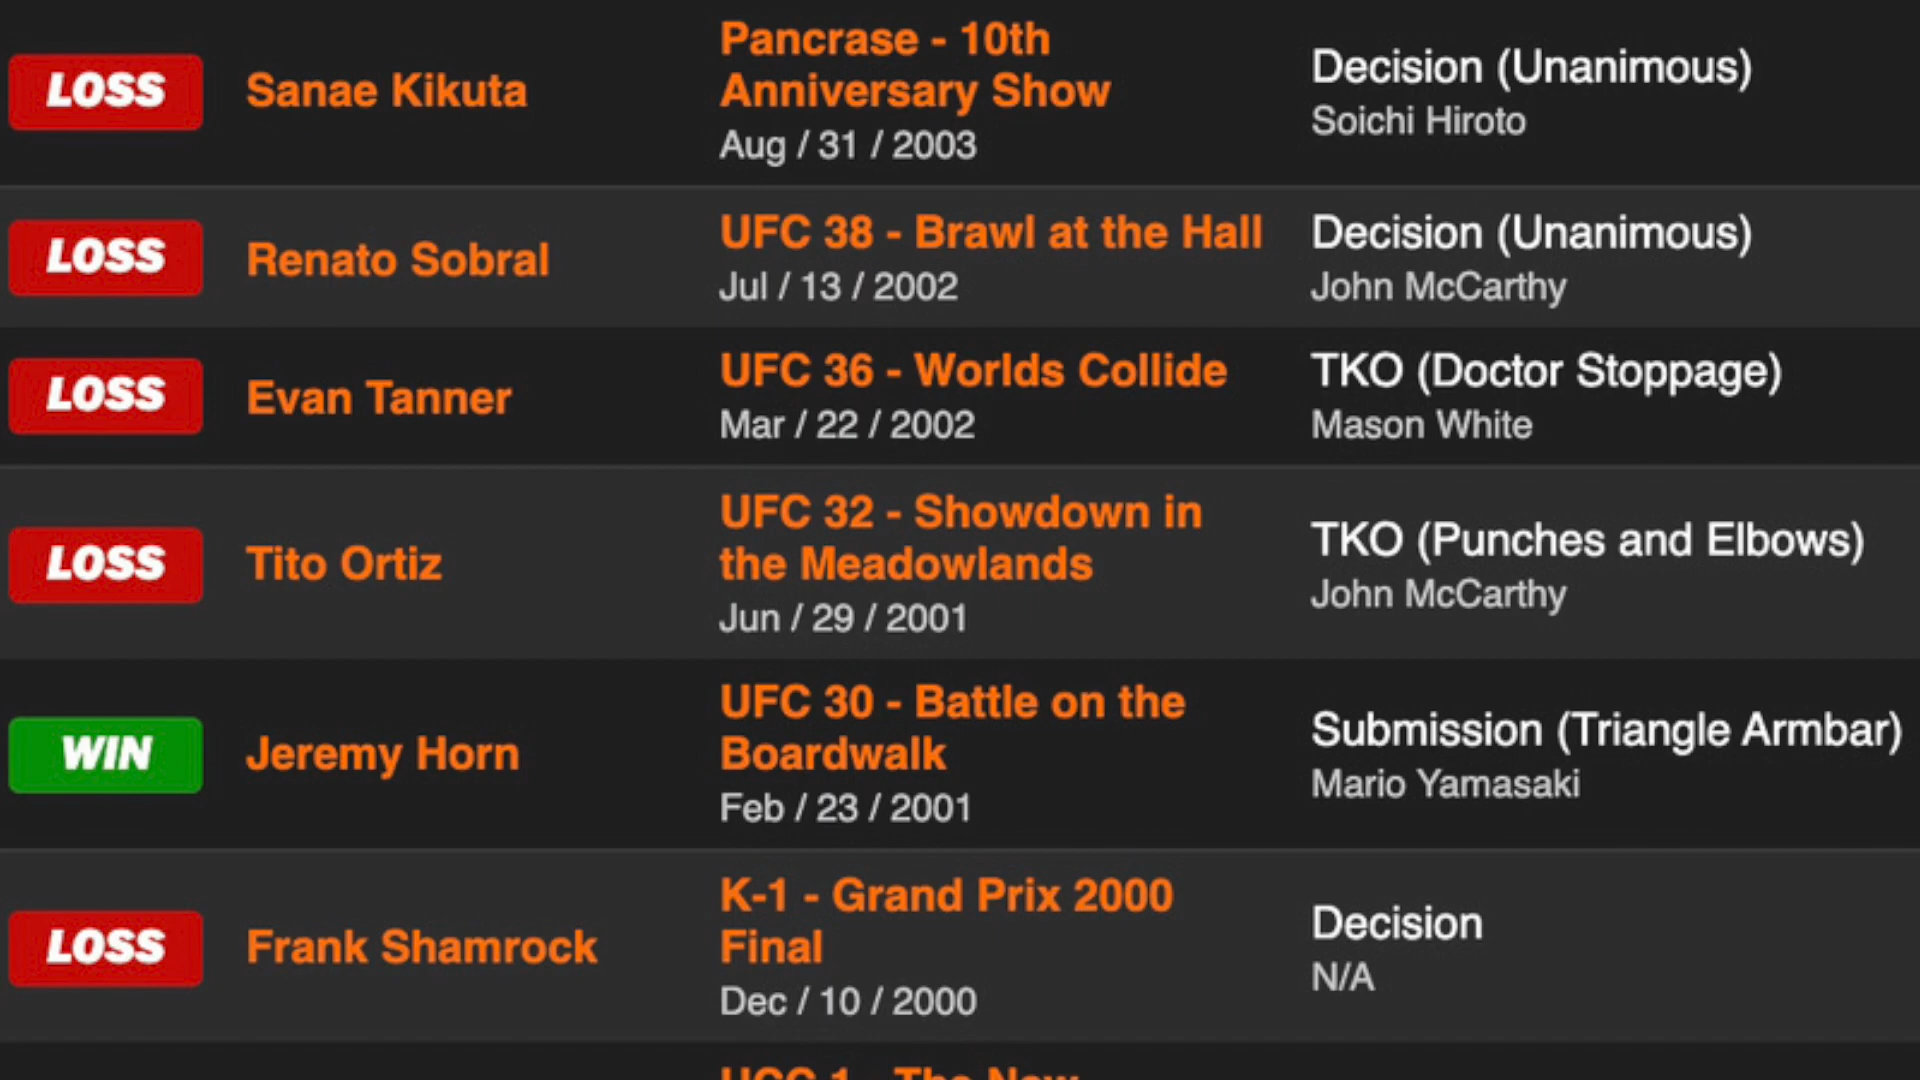 LOSS
Sanae Kikuta
Pancrase - 10th
Anniversary Show
Aug / 31 / 2003
Decision (Unanimous)
Soichi Hiroto
LOSS
Renato Sobral
UFC 38 - Brawl at the Hall
Jul / 13 / 2002
Decision (Unanimous)
John McCarthy
LOSS
Evan Tanner
UFC 36 - Worlds Collide
Mar / 22 / 2002
TKO (Doctor Stoppage)
Mason White
LOSS
Tito Ortiz
UFC 32 - Showdown in
the Meadowlands
Jun / 29 / 2001
TKO (Punches and Elbows)
John McCarthy
WIN
Jeremy Horn
UFC 30 - Battle on the
Boardwalk
Feb / 23 / 2001
Submission (Triangle Armbar)
Mario Yamasaki
LOSS
Frank Shamrock
K-1 - Grand Prix 2000
Final
Dec / 10 / 2000
Decision
N/A